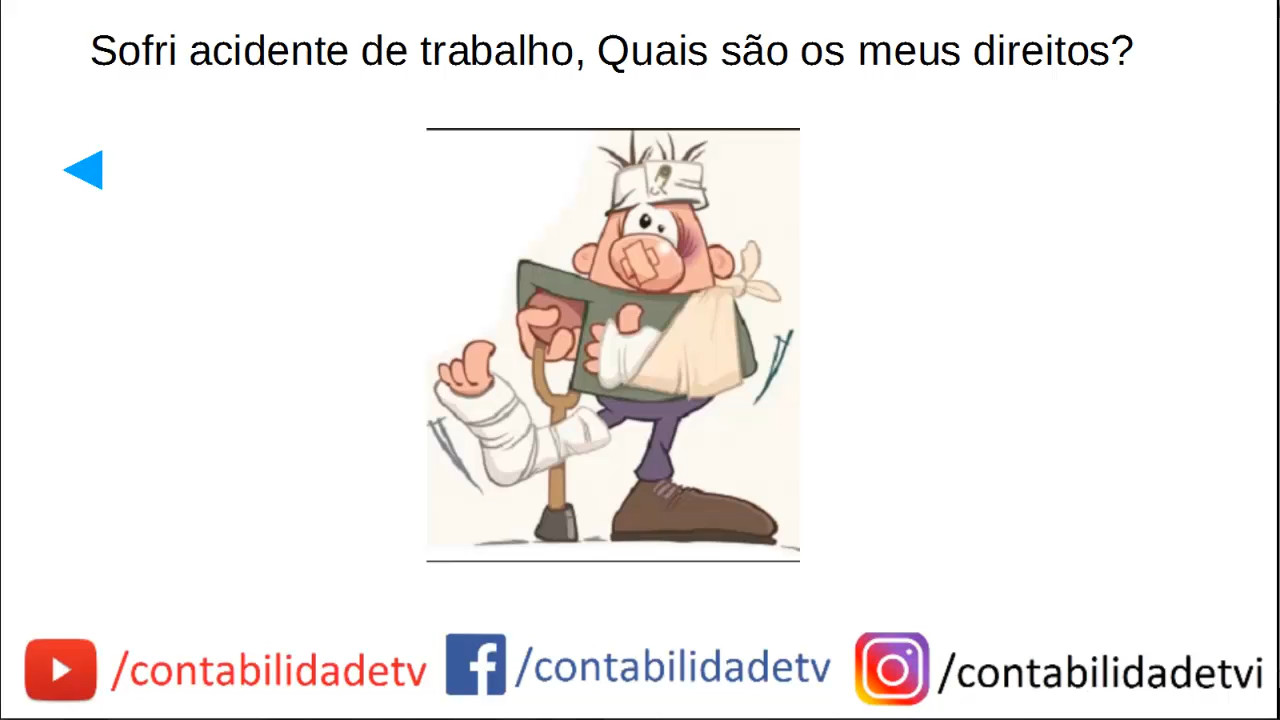 Sofri acidente de trabalho, Quais são os meus direitos?
/contabilidadetv /contabilidadetv /contabilidadetvi